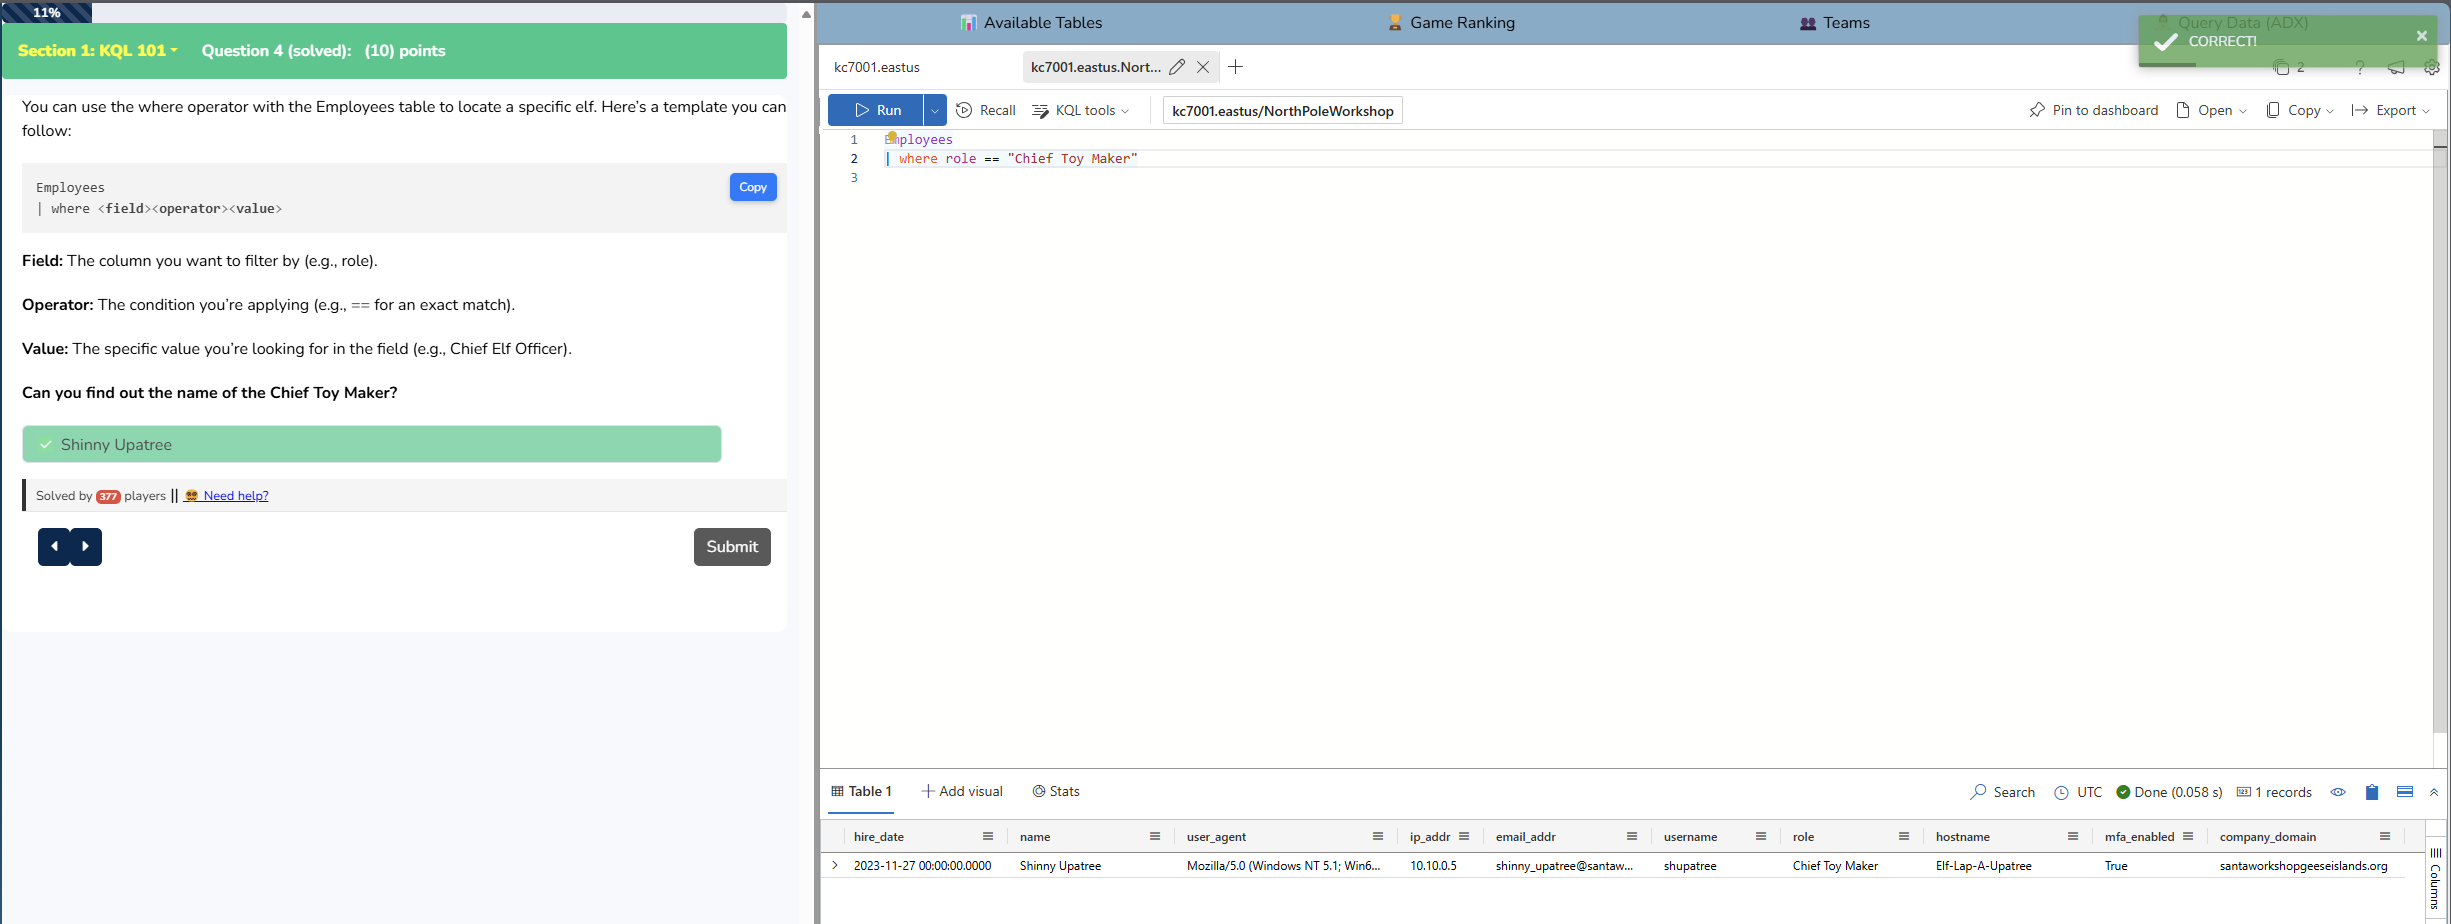 11%
Section 1: KQL 101
Question 4 (solved): (10) points
You can use the where operator with the Employees table to locate a specific elf. Here's a template you can
follow:
Employees
| where <field><operator><value>
Copy
Field: The column you want to filter by (e.g., role).
Operator: The condition you're applying (e.g., == for an exact match).
Value: The specific value you're looking for in the field (e.g., Chief Elf Officer).
Can you find out the name of the Chief Toy Maker?
Shinny Upatree
Solved by 377 players || Need help?
Submit
Available Tables
Game Ranking
Teams
Query Data (ADX)
CORRECT!
kc7001.eastus
kc7001.eastus.Nort...
2
?
Run
Recall
KQL tools
kc7001.eastus/NorthPoleWorkshop
Pin to dashboard
Open
Copy
Export
1 Employees
2 | where role == "Chief Toy Maker"
3
Table 1
Add visual
Stats
Search
UTC
Done (0.058 s)
1 records
hire_date name user_agent ip_addr email_addr username role hostname mfa_enabled company_domain
2023-11-27 00:00:00.0000 Shinny Upatree Mozilla/5.0 (Windows NT 5.1; Win6... 10.10.0.5 shinny_upatree@santaw... shupatree Chief Toy Maker Elf-Lap-A-Upatree True santaworkshopgeeseislands.org
Columns